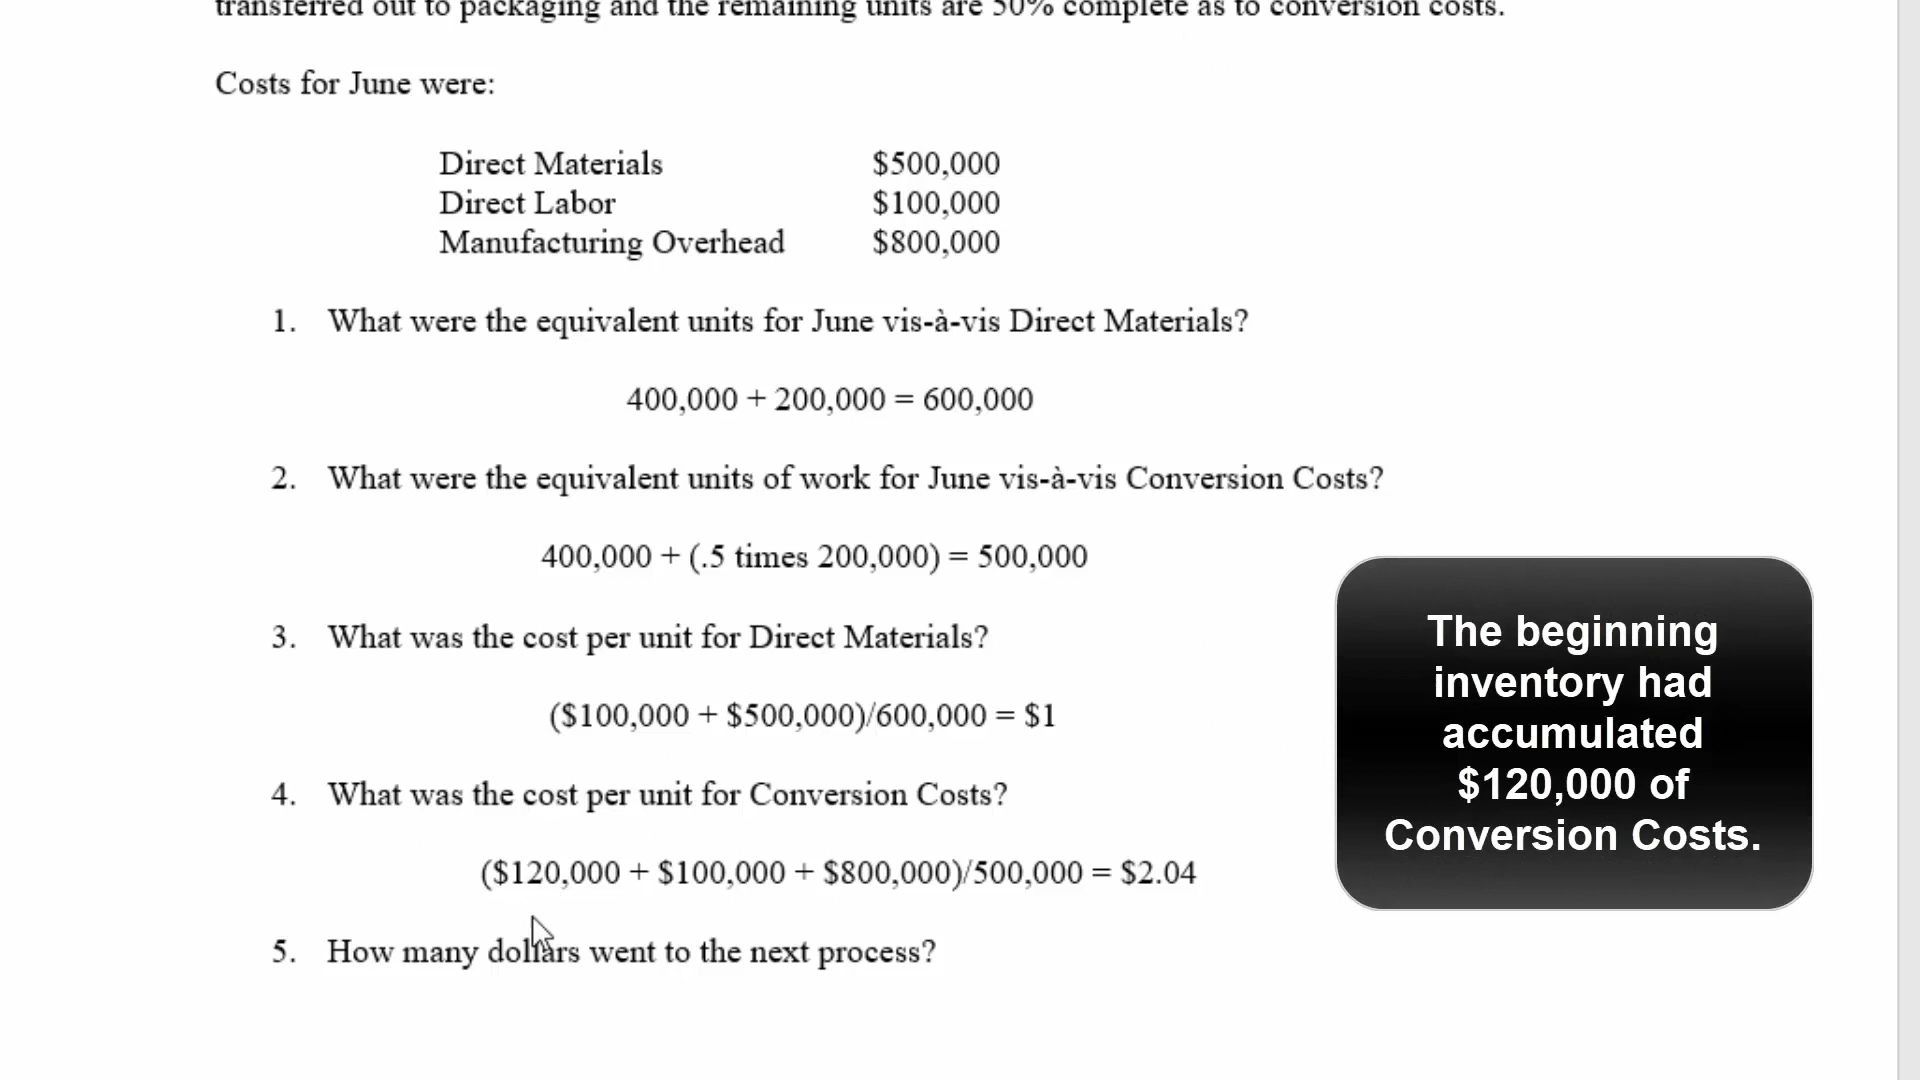 transferred out to packaging and the remaining units are 50% complete as to conversion costs.
Costs for June were:
Direct Materials $500,000
Direct Labor $100,000
Manufacturing Overhead $800,000
1. What were the equivalent units for June vis-à-vis Direct Materials?
400,000 + 200,000 = 600,000
2. What were the equivalent units of work for June vis-à-vis Conversion Costs?
400,000 + (.5 times 200,000) = 500,000
3. What was the cost per unit for Direct Materials?
($100,000 + $500,000)/600,000 = $1
4. What was the cost per unit for Conversion Costs?
($120,000 + $100,000 + $800,000)/500,000 = $2.04
5. How many dollars went to the next process?
The beginning
inventory had
accumulated
$120,000 of
Conversion Costs.